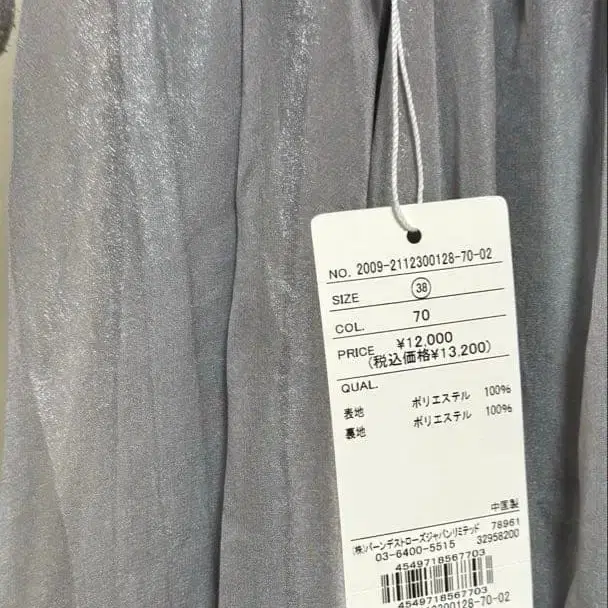 NO. 2009-2112300128-70-02
SIZE 38
COL. 70
PRICE ¥12,000
(税込価格¥13,200)
QUAL.
表地 ポリエステル 100%
裏地 ポリエステル 100%
中国製
(株)バーンデストローズジャパンリミテッド 78961
03-6400-5515 32958200
4549718567703
4549718567703
2300128-70-02